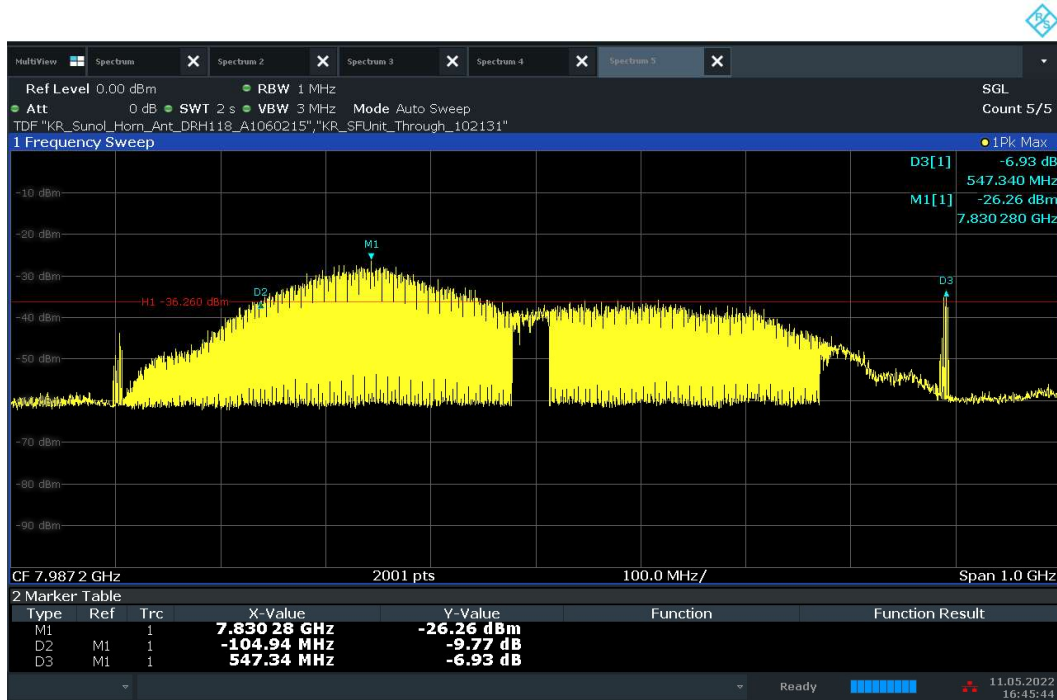 R&S
MultiView Spectrum Spectrum 2 Spectrum 3 Spectrum 4 Spectrum 5
Ref Level 0.00 dBm RBW 1 MHz SGL
Att 0 dB SWT 2 s VBW 3 MHz Mode Auto Sweep Count 5/5
TDF "KR_Sunol_Horn_Ant_DRH118_A1060215","KR_SFUnit_Through_102131"
1 Frequency Sweep 1Pk Max
D3[1] -6.93 dB
547.340 MHz
-10 dBm
M1[1] -26.26 dBm
7.830 280 GHz
-20 dBm
M1
-30 dBm
D3
D2
H1 -36.260 dBm
-40 dBm
-50 dBm
-70 dBm
-80 dBm
-90 dBm
CF 7.987 2 GHz 2001 pts 100.0 MHz/ Span 1.0 GHz
2 Marker Table
Type Ref Trc X-Value Y-Value Function Function Result
M1 1 7.830 28 GHz -26.26 dBm
D2 M1 1 -104.94 MHz -9.77 dB
D3 M1 1 547.34 MHz -6.93 dB
Ready 11.05.2022
16:45:44